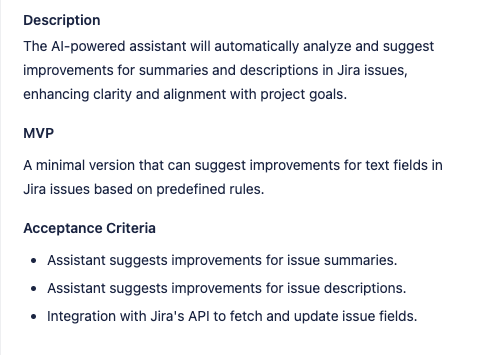 Description
The AI-powered assistant will automatically analyze and suggest
improvements for summaries and descriptions in Jira issues,
enhancing clarity and alignment with project goals.
MVP
A minimal version that can suggest improvements for text fields in
Jira issues based on predefined rules.
Acceptance Criteria
• Assistant suggests improvements for issue summaries.
• Assistant suggests improvements for issue descriptions.
• Integration with Jira's API to fetch and update issue fields.